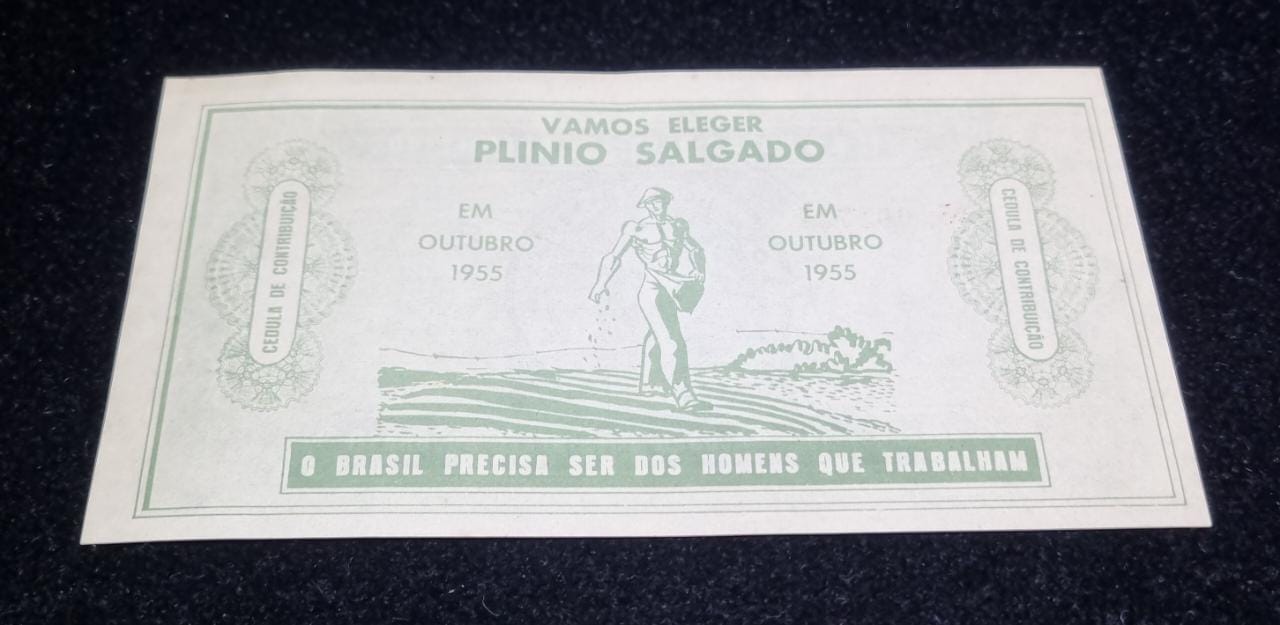 VAMOS ELEGER
PLINIO SALGADO
EM
OUTUBRO
1955
EM
OUTUBRO
1955
CEDULA DE CONTRIBUIÇÃO
CEDULA DE CONTRIBUIÇÃO
O BRASIL PRECISA SER DOS HOMENS QUE TRABALHAM